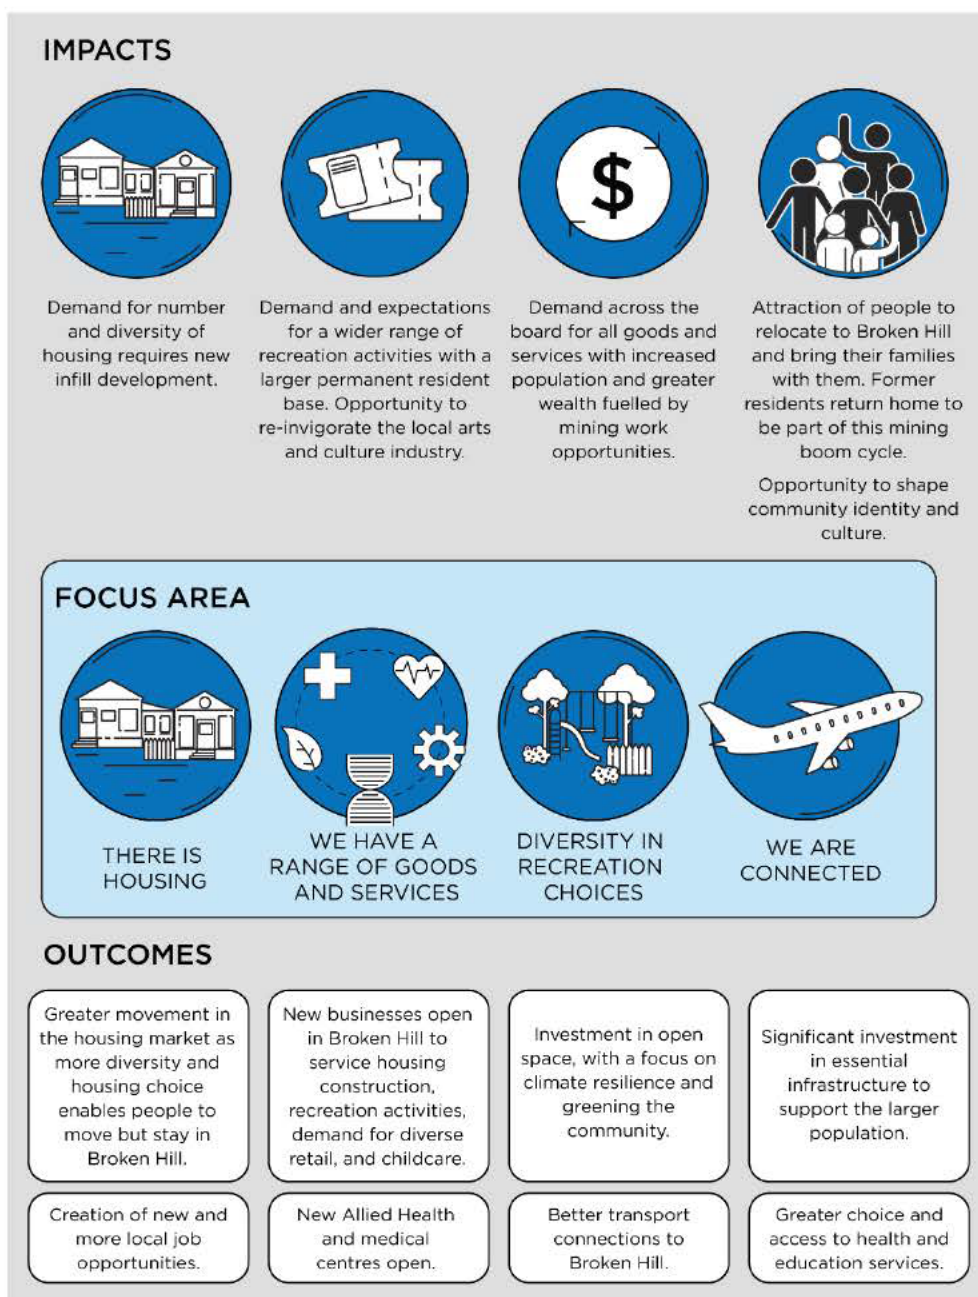 IMPACTS
Demand for number
and diversity of
housing requires new
infill development.
Demand and expectations
for a wider range of
recreation activities with a
larger permanent resident
base. Opportunity to
re-invigorate the local arts
and culture industry.
$
Demand across the
board for all goods and
services with increased
population and greater
wealth fuelled by
mining work
opportunities.
Attraction of people to
relocate to Broken Hill
and bring their families
with them. Former
residents return home to
be part of this mining
boom cycle.
Opportunity to shape
community identity and
culture.
FOCUS AREA
THERE IS
HOUSING
WE HAVE A
RANGE OF GOODS
AND SERVICES
DIVERSITY IN
RECREATION
CHOICES
WE ARE
CONNECTED
OUTCOMES
Greater movement in
the housing market as
more diversity and
housing choice
enables people to
move but stay in
Broken Hill.
New businesses open
in Broken Hill to
service housing
construction,
recreation activities,
demand for diverse
retail, and childcare.
Investment in open
space, with a focus on
climate resilience and
greening the
community.
Significant investment
in essential
infrastructure to
support the larger
population.
Creation of new and
more local job
opportunities.
New Allied Health
and medical
centres open.
Better transport
connections to
Broken Hill.
Greater choice and
access to health and
education services.